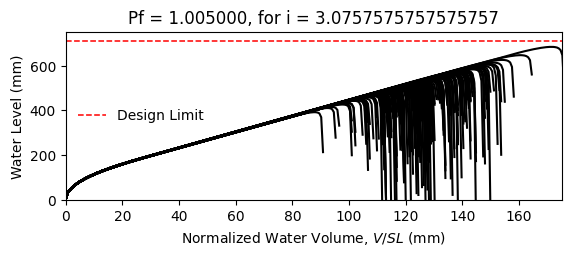 Pf = 1.005000, for i = 3.0757575757575757
Water Level (mm)
600
400
200
0
Design Limit
0 20 40 60 80 100 120 140 160
Normalized Water Volume, V/SL (mm)